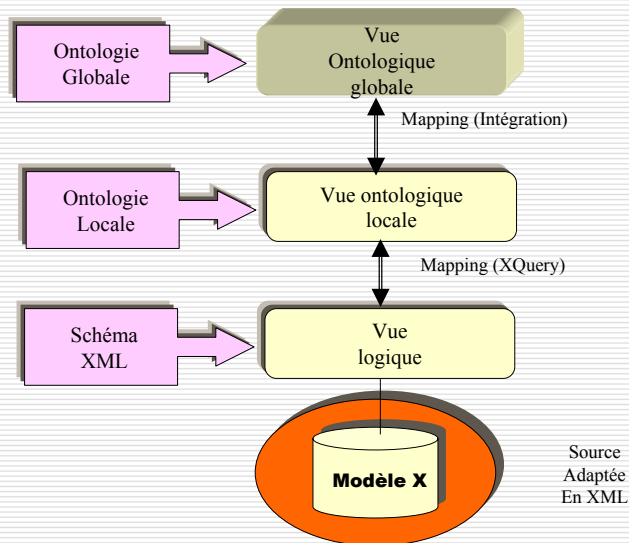 Ontologie
Globale
Vue
Ontologique
globale
Mapping (Intégration)
Ontologie
Locale
Vue ontologique
locale
Mapping (XQuery)
Schéma
XML
Vue
logique
Modèle X
Source
Adaptée
En XML